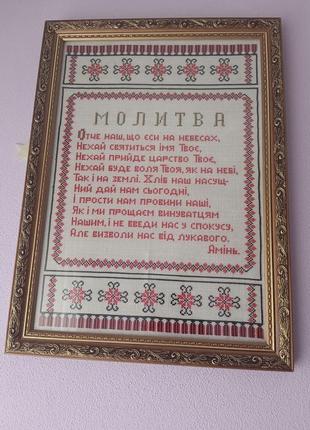 МОЛИТВА
Отче наш, що єси на небесах,
Нехай святиться імя Твоє,
Нехай прийде царство Твоє,
Нехай буде воля Твоя, як на небі,
Так і на землі. Хліб наш насущ-
Ний дай нам сьогодні,
І прости нам провини наші,
Як і ми прощаєм винуватцям
Нашим, і не введи нас у спокусу,
Але визволи нас від лукавого.
Амінь.